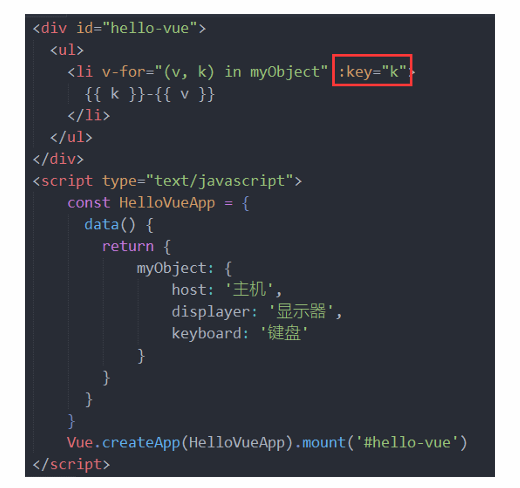 <div id="hello-vue">
<ul>
<li v-for="(v, k) in myObject" :key="k">
{{ k }}-{{ v }}
</li>
</ul>
</div>
<script type="text/javascript">
const HelloVueApp = {
data() {
return {
myObject: {
host: '主机',
displayer: '显示器',
keyboard: '键盘'
}
}
}
}
Vue.createApp(HelloVueApp).mount('#hello-vue')
</script>